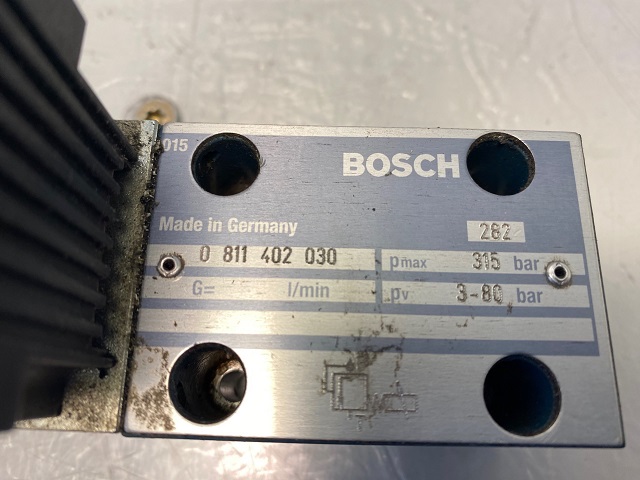 015
BOSCH
Made in Germany
282
0 811 402 030
pmax 315 bar
G= l/min
pv 3-80 bar